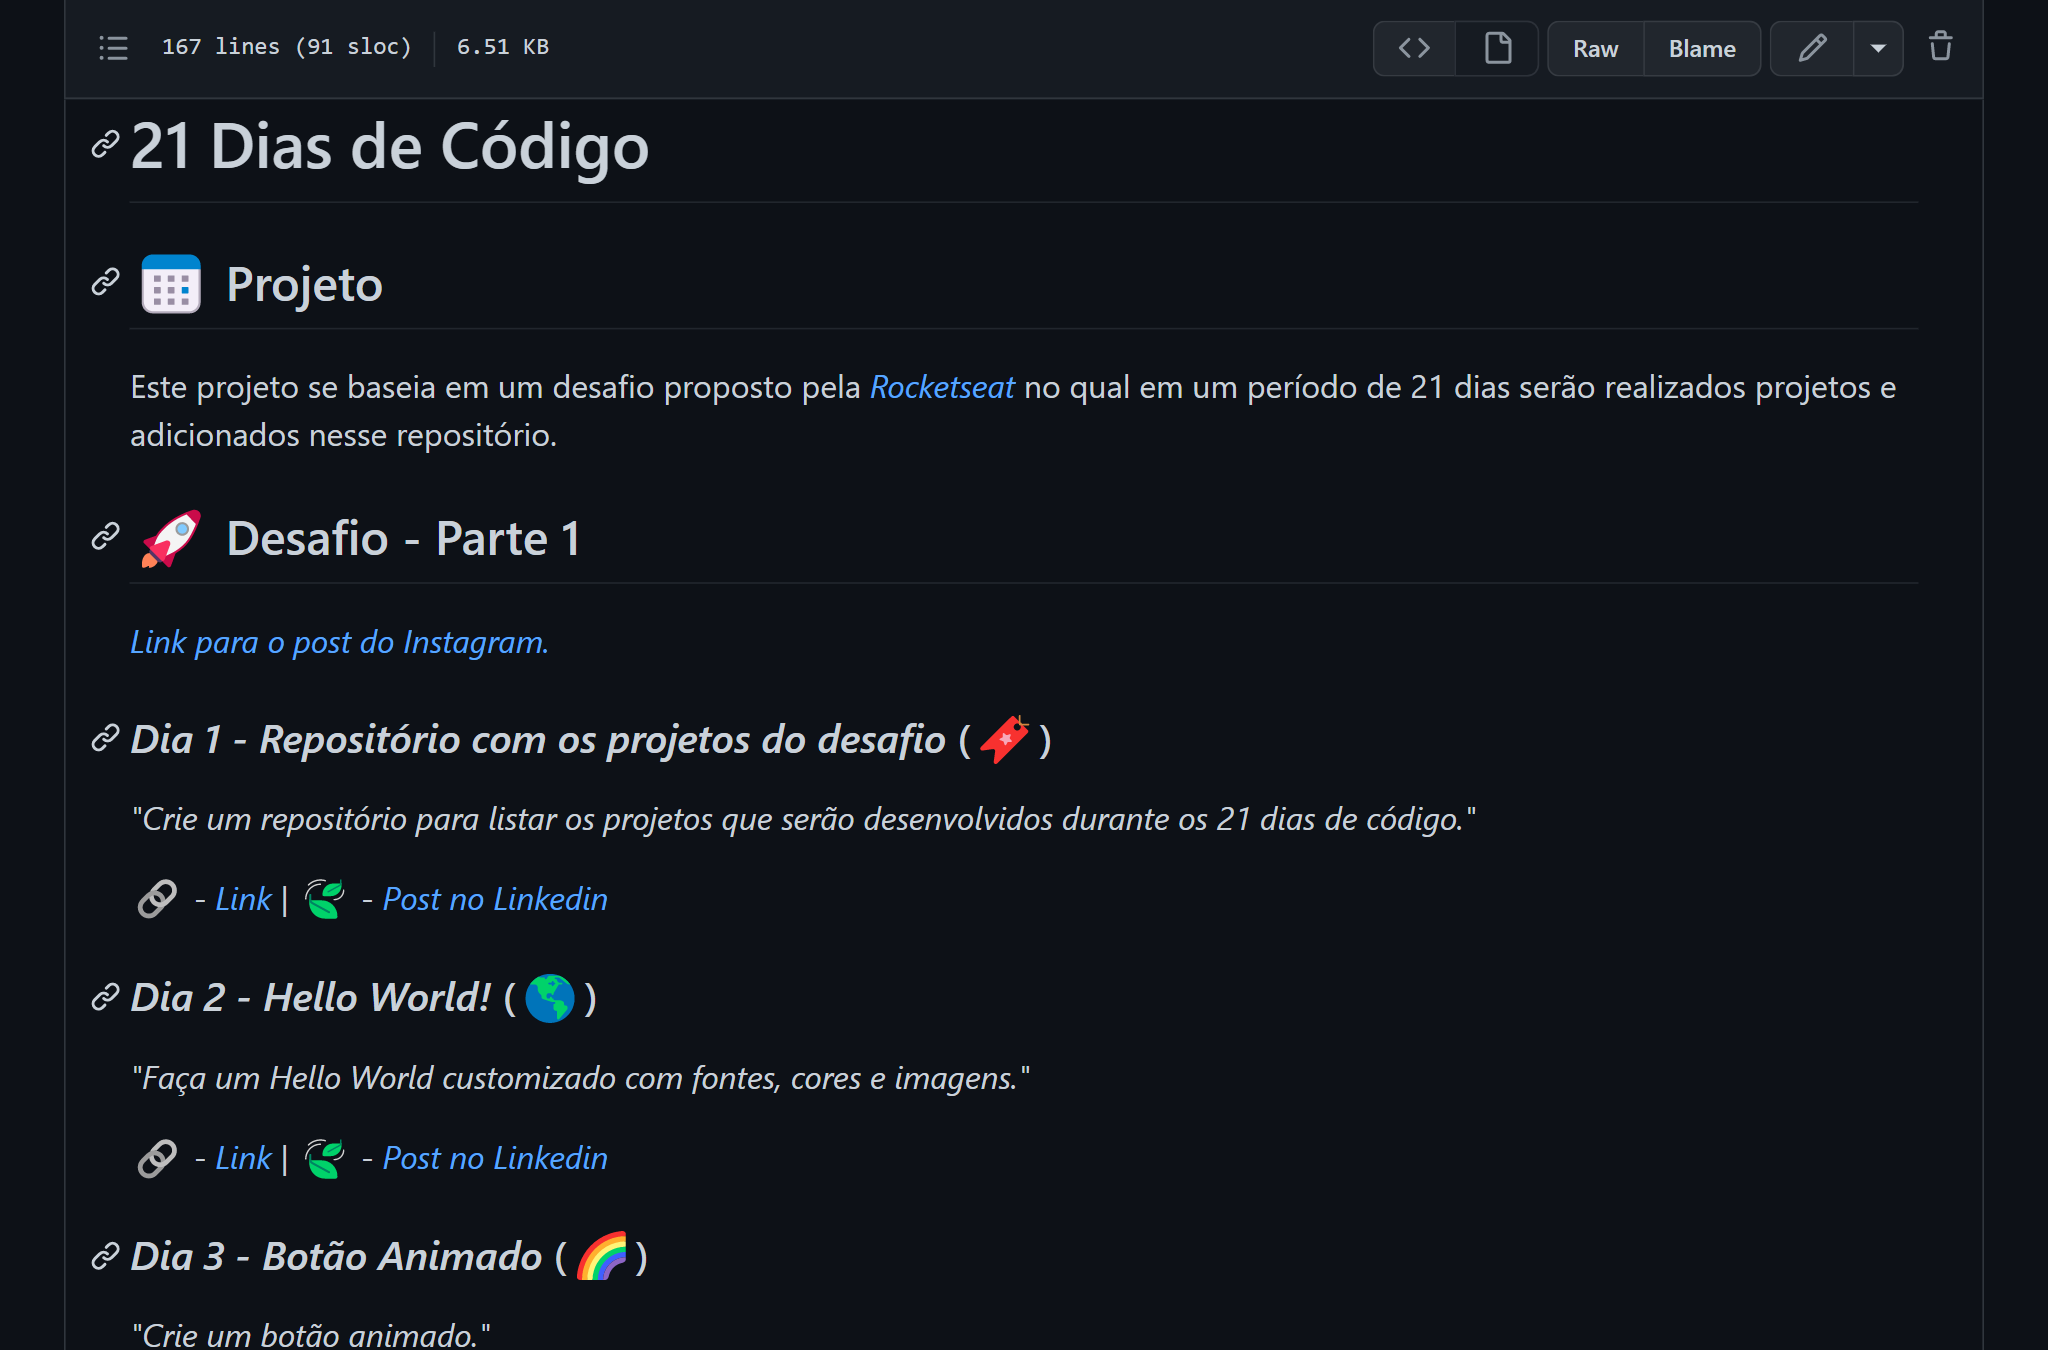 167 lines (91 sloc) 6.51 KB Raw Blame
21 Dias de Código
Projeto
Este projeto se baseia em um desafio proposto pela Rocketseat no qual em um período de 21 dias serão realizados projetos e
adicionados nesse repositório.
Desafio - Parte 1
Link para o post do Instagram.
Dia 1 - Repositório com os projetos do desafio ( )
"Crie um repositório para listar os projetos que serão desenvolvidos durante os 21 dias de código."
- Link | - Post no Linkedin
Dia 2 - Hello World! ( )
"Faça um Hello World customizado com fontes, cores e imagens."
- Link | - Post no Linkedin
Dia 3 - Botão Animado ( )
"Crie um botão animado."